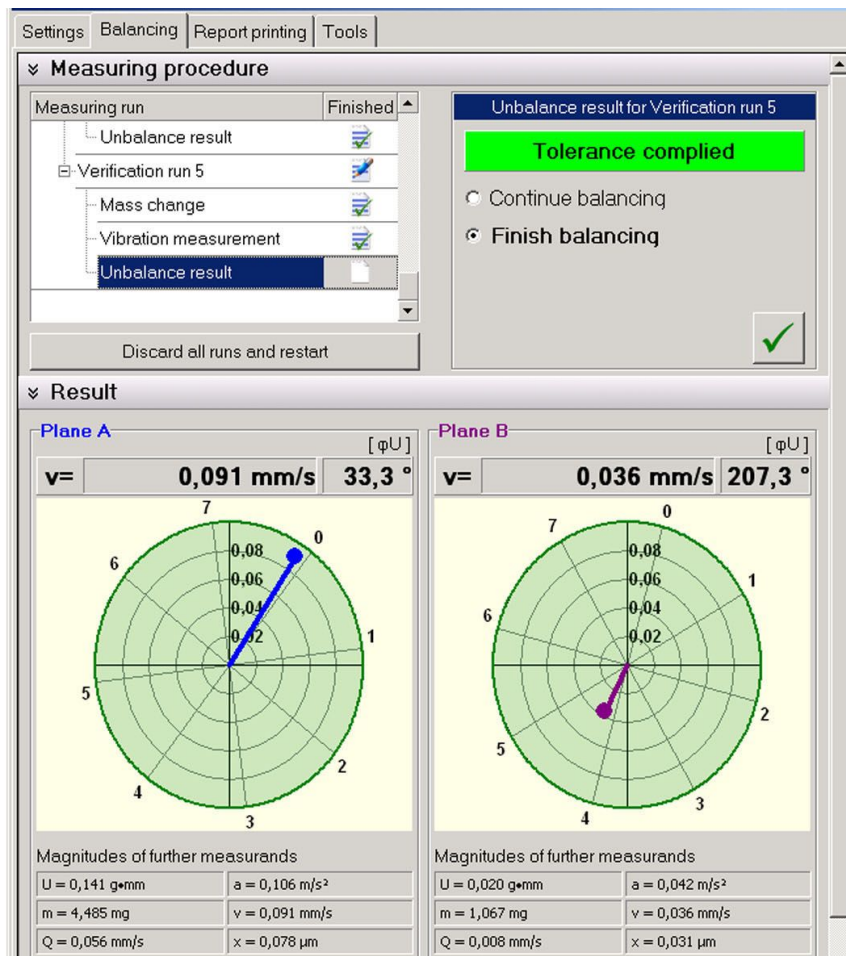 Settings Balancing Report printing Tools
Measuring procedure
Measuring run Finished
Unbalance result
Verification run 5
Mass change
Vibration measurement
Unbalance result
Discard all runs and restart
Unbalance result for Verification run 5
Tolerance complied
Continue balancing
Finish balancing
Result
Plane A
[ φU ]
v= 0,091 mm/s 33,3 °
7
0
0,08
6
0,06
0,04
0,02
1
5
2
4
3
Magnitudes of further measurands
U = 0,141 g•mm a = 0,106 m/s²
m = 4,485 mg v = 0,091 mm/s
Q = 0,056 mm/s x = 0,078 µm
Plane B
[ φU ]
v= 0,036 mm/s 207,3 °
0
7
0,08
0,06
1
0,04
6
0,02
2
5
3
4
Magnitudes of further measurands
U = 0,020 g•mm a = 0,042 m/s²
m = 1,067 mg v = 0,036 mm/s
Q = 0,008 mm/s x = 0,031 µm